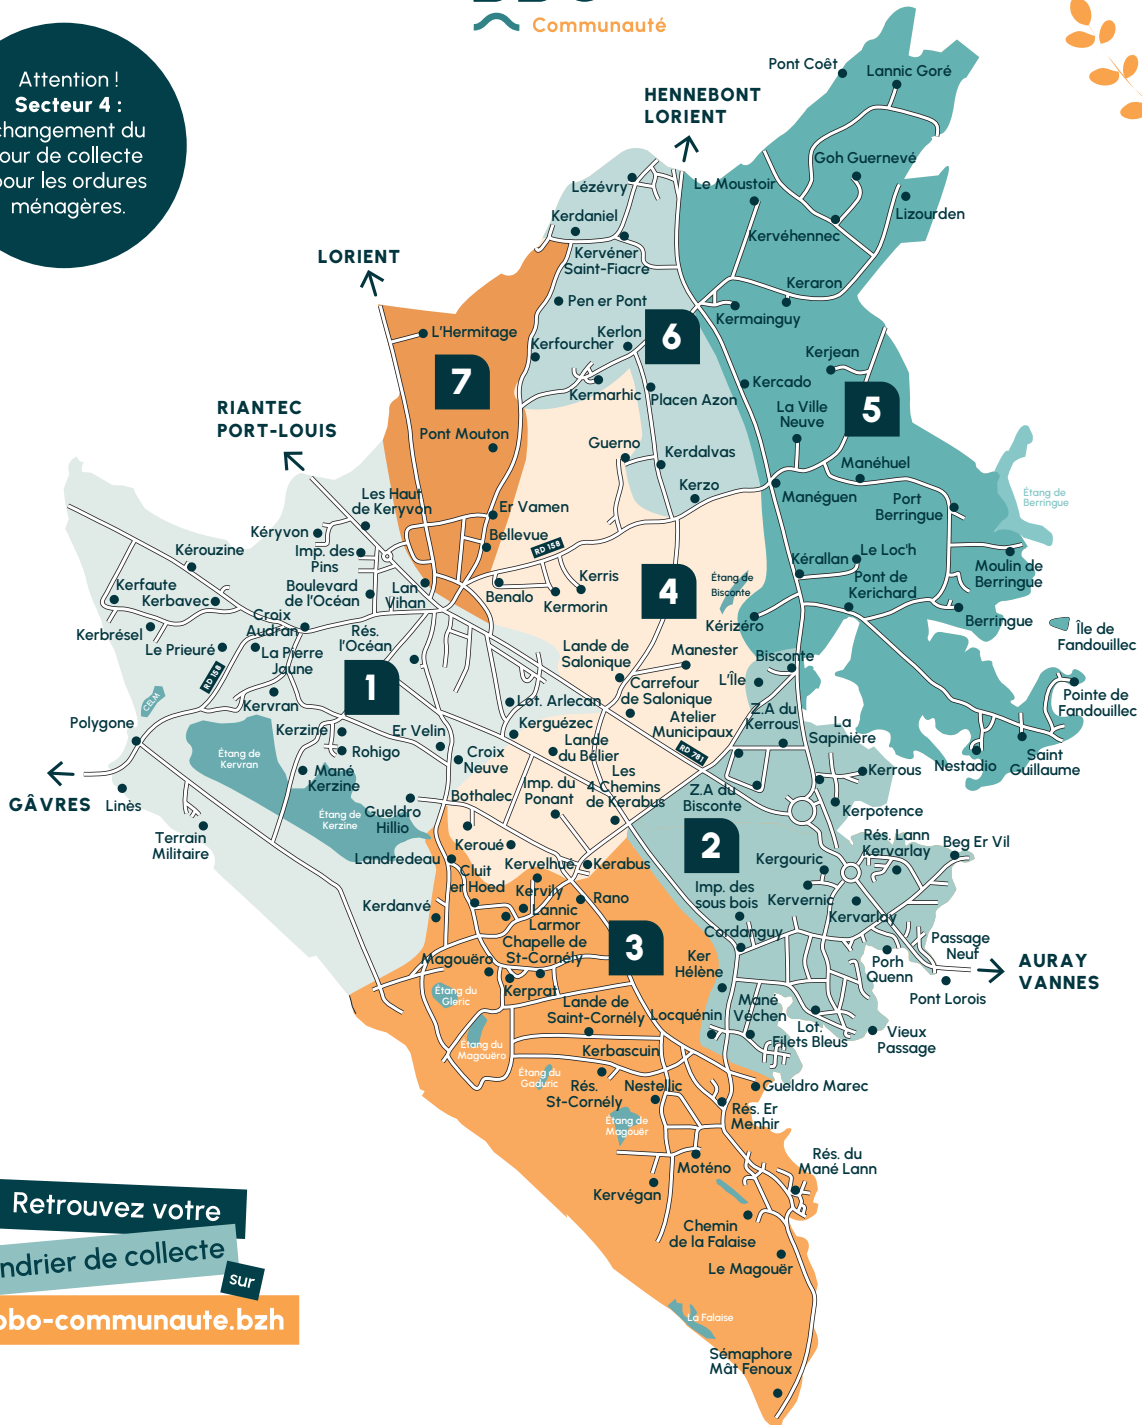 Communauté
Attention !
Secteur 4 :
changement du
jour de collecte
pour les ordures
ménagères.
HENNEBONT
LORIENT
Pont Coêt
Lannic Goré
Goh Guernevé
Le Moustoir
Lizourden
Kervéhennec
Lézévry
Kerdaniel
Kervéner
Saint-Fiacre
LORIENT
Keraron
Pen er Pont
Kermainguy
L'Hermitage
Kerlon
6
Kerfourcher
Kerjean
7
Kermarhic
Placen Azon
Kercado
5
La Ville
Neuve
RIANTEC
PORT-LOUIS
Pont Mouton
Guerno
Kerdalvas
Manéhuel
Kerzo
Manéguen
Port
Berringue
Étang de
Berringue
Les Haut
de Keryvon
Er Vamen
Kéryvon
Bellevue
RD 158
Kérouzine
Imp. des
Pins
Kérallan
Le Loc'h
Moulin de
Berringue
Kerfaute
Kerbavec
Boulevard
de l'Océan
Lan
Vihan
Benalo
Kerris
Kermorin
4
Étang de
Bisconte
Pont de
Kerichard
Croix
Audran
Kérizéro
Berringue
Kerbrésel
Rés.
l'Océan
Île de
Fandouillec
Le Prieuré
La Pierre
Jaune
Lande de
Salonique
Manester
Bisconte
RD 158
1
Carrefour
de Salonique
L'Île
CELM
Kervran
Lot. Arlecan
Pointe de
Fandouillec
Polygone
Kerzine
Er Velin
Kerguézec
Atelier
Municipaux
Z.A du
Kerrous
La
Sapinière
Étang de
Kervran
Rohigo
Lande
du Bélier
RD 781
Croix
Neuve
Nestadio
Saint
Guillaume
Mané
Kerzine
Kerrous
GÂVRES
Linès
Bothalec
Imp. du
Ponant
Les
4 Chemins
de Kerabus
Z.A du
Bisconte
Kerpotence
Étang de
Kerzine
Gueldro
Hillio
Terrain
Militaire
Keroué
2
Rés. Lann
Kervarlay
Beg Er Vil
Landredeau
Kervelhué
Kerabus
Kergouric
Cluit
er Hoed
Kervily
Rano
Imp. des
sous bois
Kervernic
Kerdanvé
Lannic
Larmor
Kervarlay
3
Cordanguy
Passage
Neuf
Magouëro
Chapelle de
St-Cornély
Ker
Hélène
Porh
Quenn
AURAY
VANNES
Étang du
Gleric
Kerprat
Pont Lorois
Lande de
Saint-Cornély
Locquénin
Mané
Véchen
Lot.
Filets Bleus
Vieux
Passage
Étang du
Magouëro
Kerbascuin
Étang du
Gaduric
Rés.
St-Cornély
Nestellic
Gueldro Marec
Étang de
Magouër
Rés. Er
Menhir
Moténo
Rés. du
Mané Lann
Kervégan
Retrouvez votre
ndrier de collecte
sur
bbo-communaute.bzh
Chemin
de la Falaise
Le Magouër
La Falaise
Sémaphore
Mât Fenoux